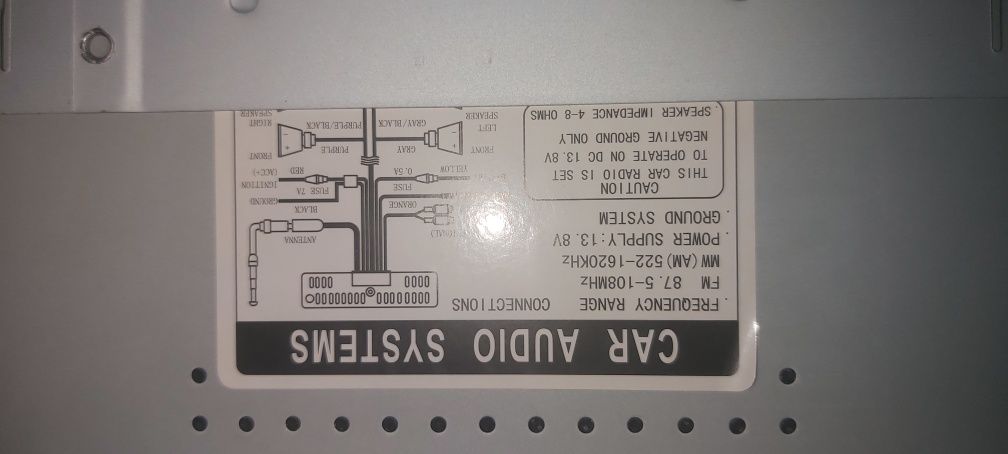 CAR AUDIO SYSTEMS
· FREQUENCY RANGE
FM 87.5-108MHz
MW(AM) 522-1620KHz
· POWER SUPPLY:13.8V
· GROUND SYSTEM
CAUTION
THIS CAR RADIO IS SET
TO OPERATE ON DC 13.8V
NEGATIVE GROUND ONLY
SPEAKER IMPEDANCE 4-8 OHMS
CONNECTIONS
ANTENNA
ORANGE
BLACK
GROUND
FUSE
0.5A
YELLOW
FUSE 7A
IGNITION
(ACC+)
RED
FRONT
LEFT
SPEAKER
GRAY
GRAY/BLACK
PURPLE
PURPLE/BLACK
FRONT
RIGHT
SPEAKER